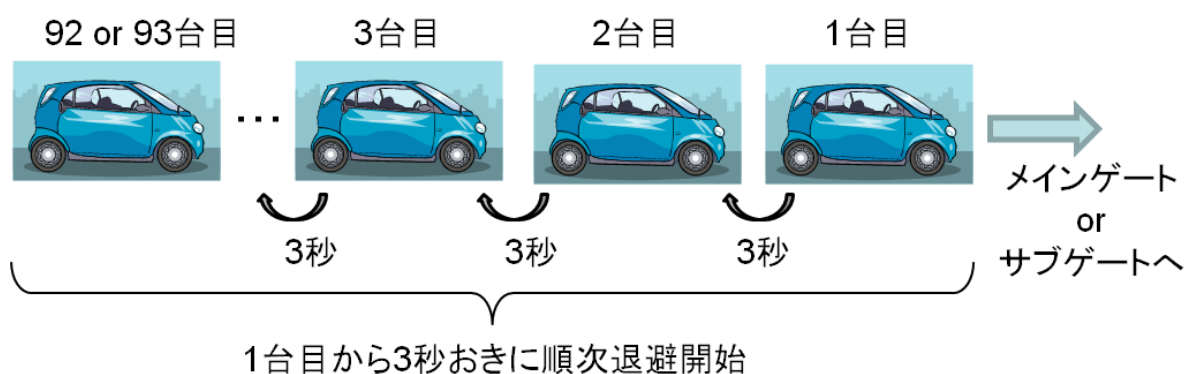 92 or 93台目
3台目
2台目
1台目
…
メインゲート
or
サブゲートへ
3秒
3秒
3秒
1台目から3秒おきに順次退避開始